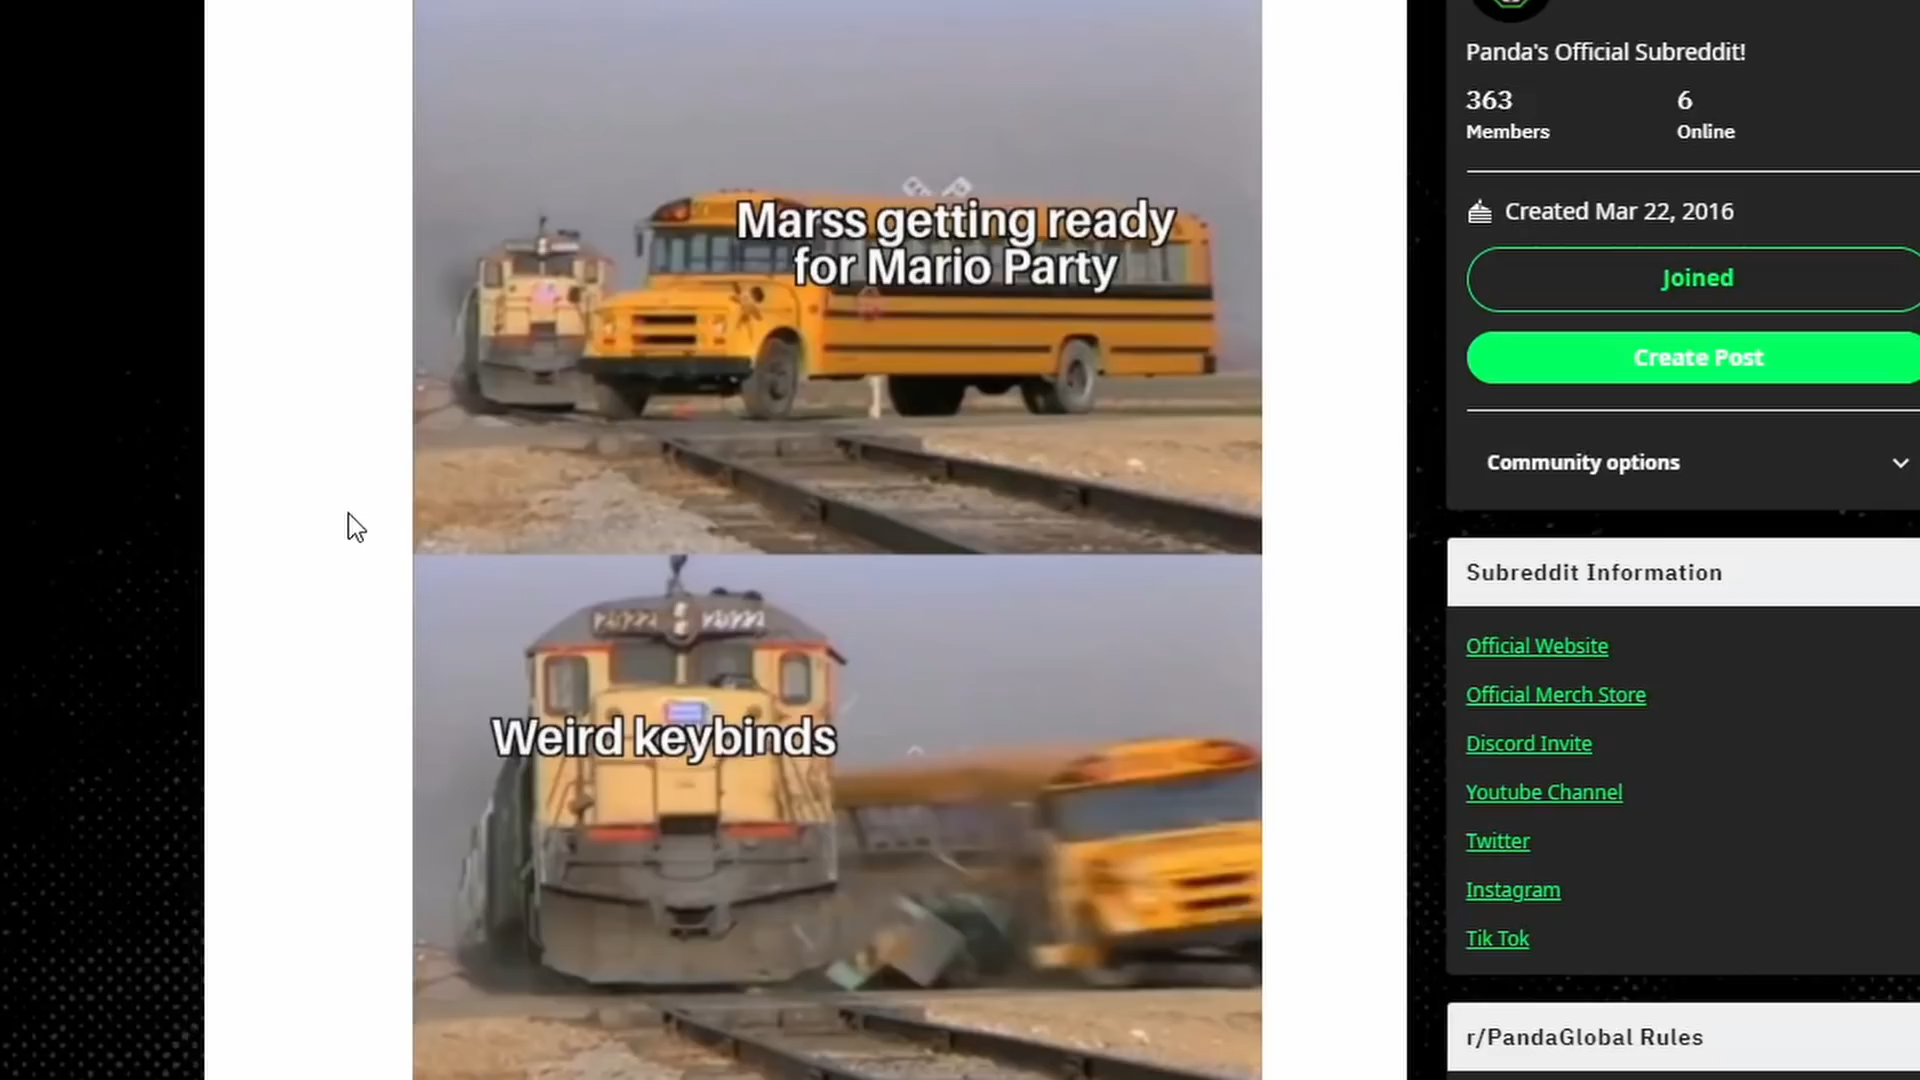 Marss getting ready
for Mario Party
Weird keybinds
Panda's Official Subreddit!
363
Members
6
Online
Created Mar 22, 2016
Joined
Create Post
Community options
Subreddit Information
Official Website
Official Merch Store
Discord Invite
Youtube Channel
Twitter
Instagram
Tik Tok
r/PandaGlobal Rules